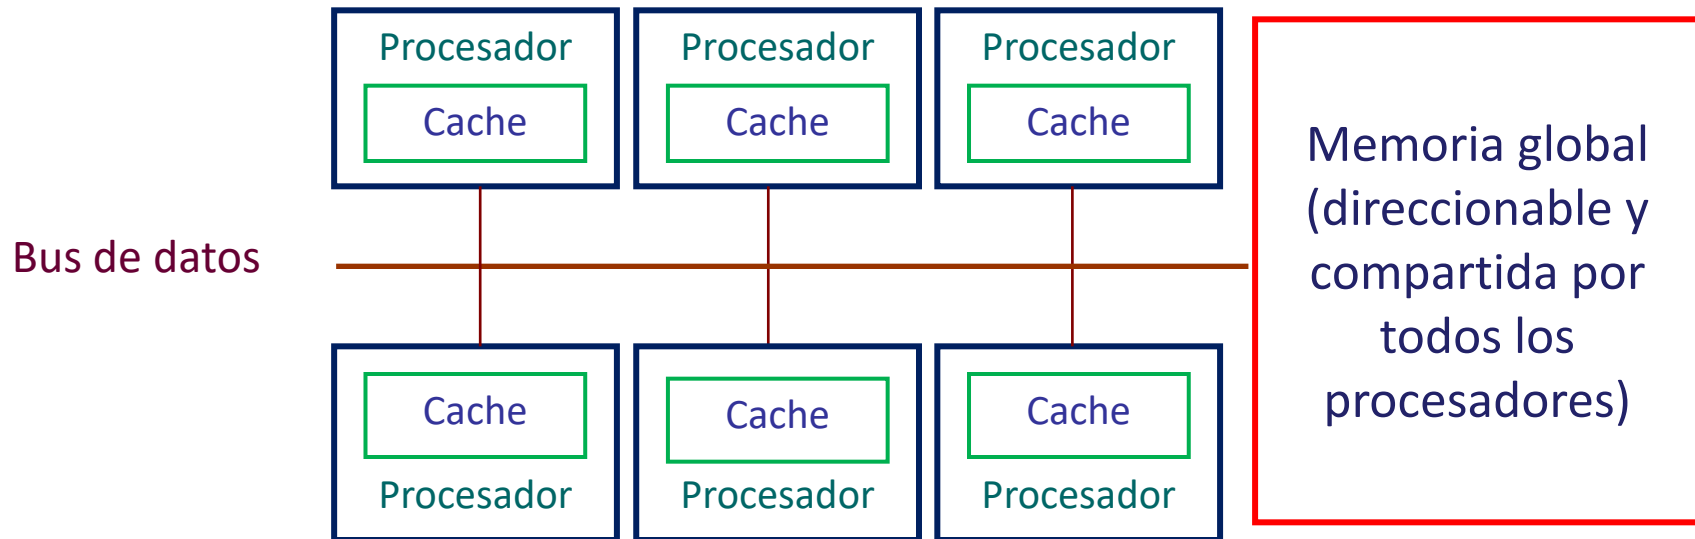 Procesador
Cache
Procesador
Cache
Procesador
Cache
Bus de datos
Cache
Procesador
Cache
Procesador
Cache
Procesador
Memoria global
(direccionable y
compartida por
todos los
procesadores)